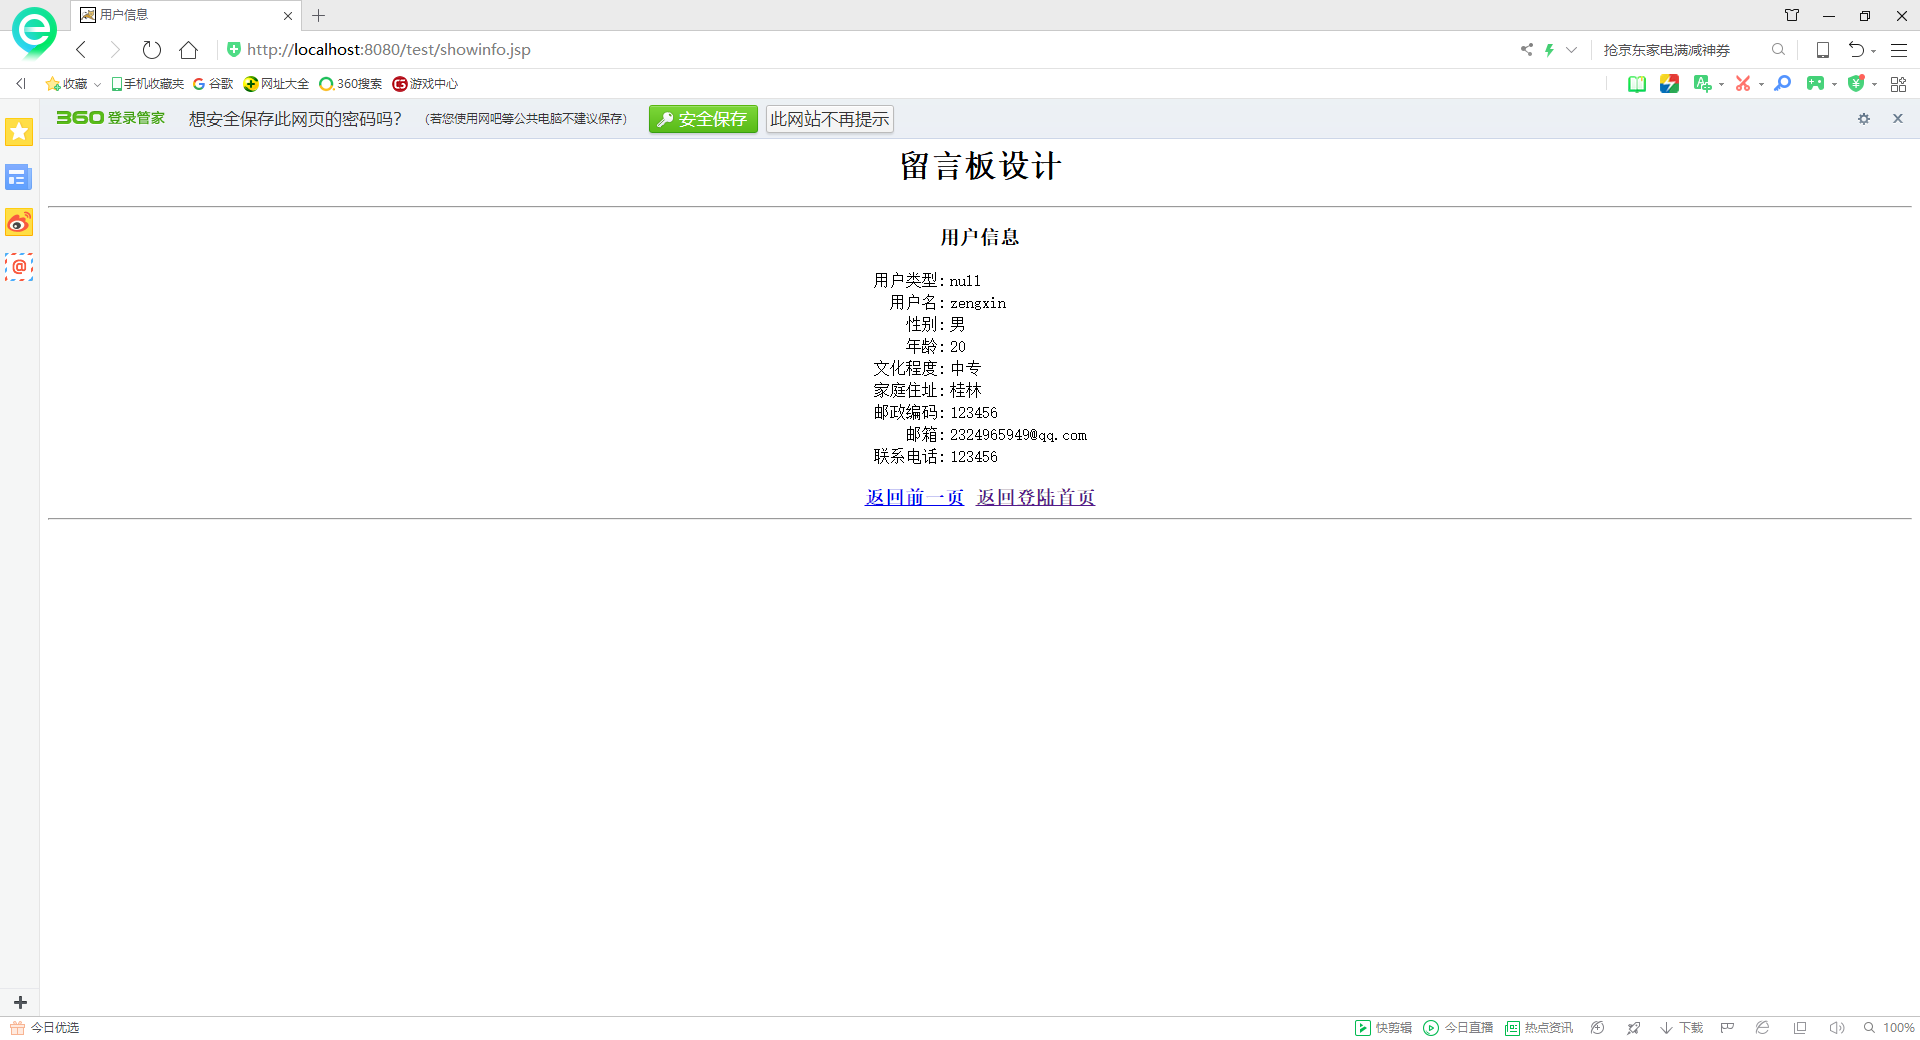 用户信息
http://localhost:8080/test/showinfo.jsp
抢京东家电满减神券
收藏 手机收藏夹 谷歌 网址大全 360搜索 游戏中心
360登录管家 想安全保存此网页的密码吗? (若您使用网吧等公共电脑不建议保存) 安全保存 此网站不再提示
留言板设计
用户信息
用户类型: null
用户名: zengxin
性别: 男
年龄: 20
文化程度: 中专
家庭住址: 桂林
邮政编码: 123456
邮箱: 2324965949@qq.com
联系电话: 123456
返回前一页 返回登陆首页
今日优选 快剪辑 今日直播 热点资讯 下载 100%